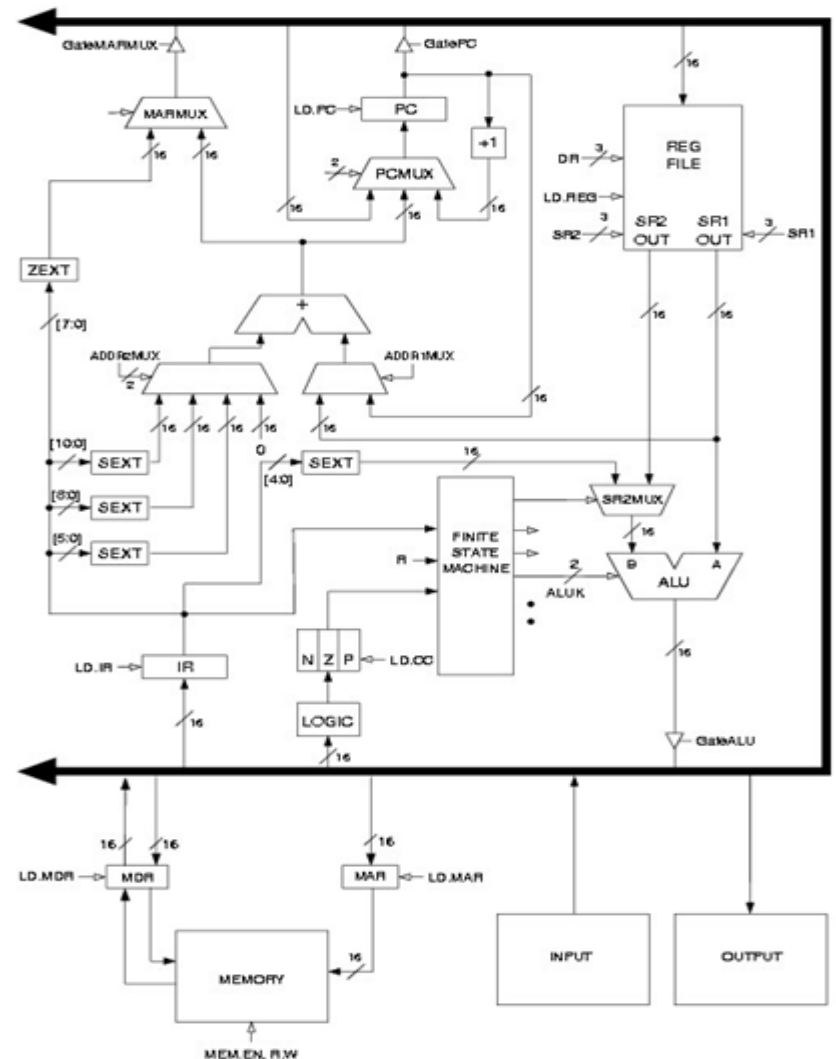 GateMARMUX
GatePC
16
MARMUX
LD.PC
PC
+1
REG
FILE
DR
3
LD.REG
SR2
3
SR2
OUT
SR1
OUT
3
SR1
16
16
2
PCMUX
16
16
16
ZEXT
[7:0]
+
16
16
ADDR2MUX
2
ADDR1MUX
16
16
16
16
16
16
0
[10:0]
SEXT
[4:0]
SEXT
16
[8:0]
SEXT
[5:0]
SEXT
SR2MUX
16
FINITE
STATE
MACHINE
R
2
ALUK
B
A
ALU
LD.IR
IR
N Z P
LD.CC
16
16
LOGIC
16
GateALU
16
16
16
LD.MDR
MDR
MAR
LD.MAR
16
MEMORY
INPUT
OUTPUT
MEM.EN, R.W